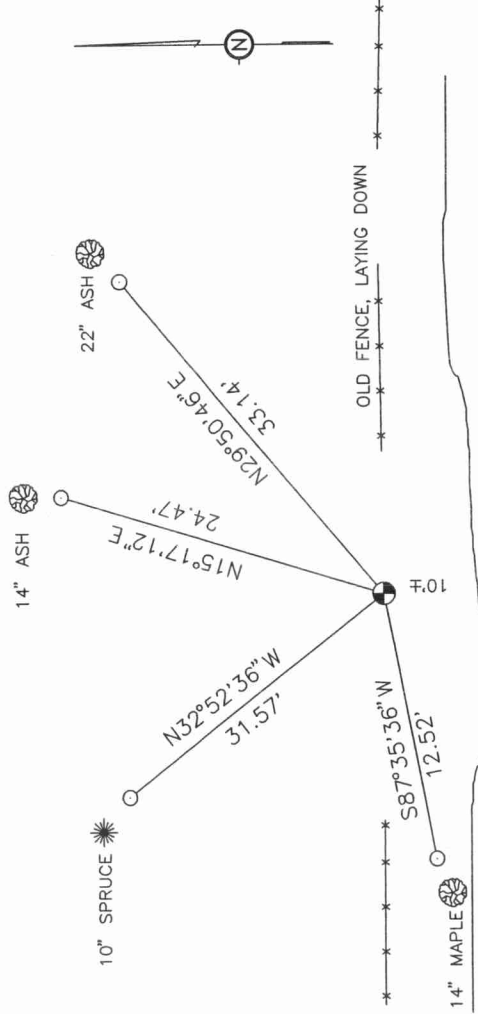 N
22" ASH
14" ASH
10" SPRUCE
OLD FENCE, LAYING DOWN
N29°50'46"E
33.14'
N15°17'12"E
24.47'
N32°52'36"W
31.57'
10'±
S87°35'36"W
12.52'
14" MAPLE